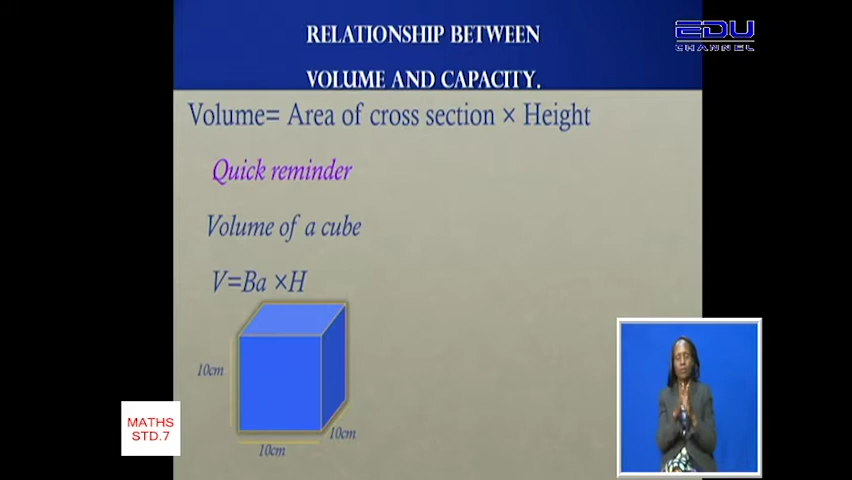 RELATIONSHIP BETWEEN
VOLUME AND CAPACITY.
EDU
CHANNEL
Volume= Area of cross section × Height
Quick reminder
Volume of a cube
V=Ba ×H
10cm
10cm
10cm
MATHS
STD.7